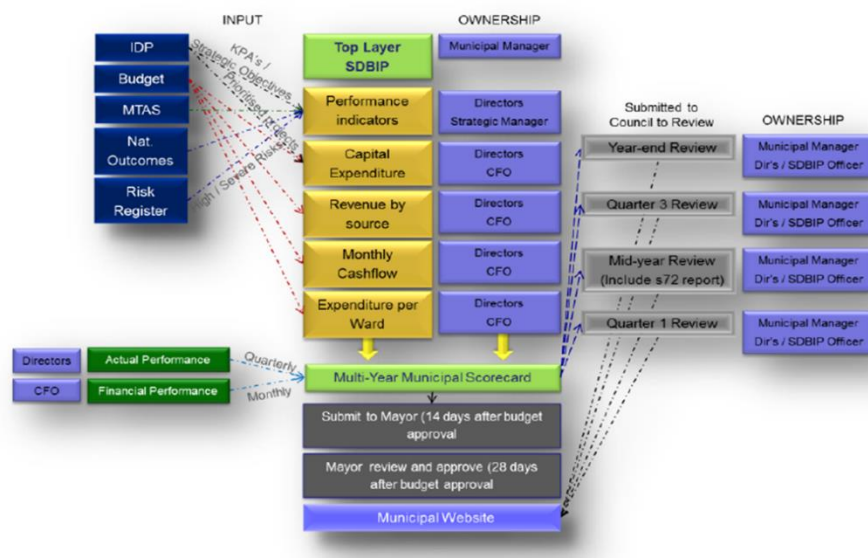 INPUT
OWNERSHIP
IDP
Budget
MTAS
Nat.
Outcomes
Risk
Register
KPA's /
Strategic Objectives
Prioritised projects
High / Severe Risks
Top Layer
SDBIP
Municipal Manager
Performance
indicators
Directors
Strategic Manager
Capital
Expenditure
Directors
CFO
Revenue by
source
Directors
CFO
Monthly
Cashflow
Directors
CFO
Expenditure per
Ward
Directors
CFO
Submitted to
Council to Review
OWNERSHIP
Year-end Review
Municipal Manager
Dir's / SDBIP Officer
Quarter 3 Review
Municipal Manager
Dir's / SDBIP Officer
Mid-year Review
(Include s72 report)
Municipal Manager
Dir's / SDBIP Officer
Quarter 1 Review
Municipal Manager
Dir's / SDBIP Officer
Directors
Actual Performance
Quarterly
CFO
Financial Performance
Monthly
Multi-Year Municipal Scorecard
Submit to Mayor (14 days after budget
approval
Mayor review and approve (28 days
after budget approval
Municipal Website